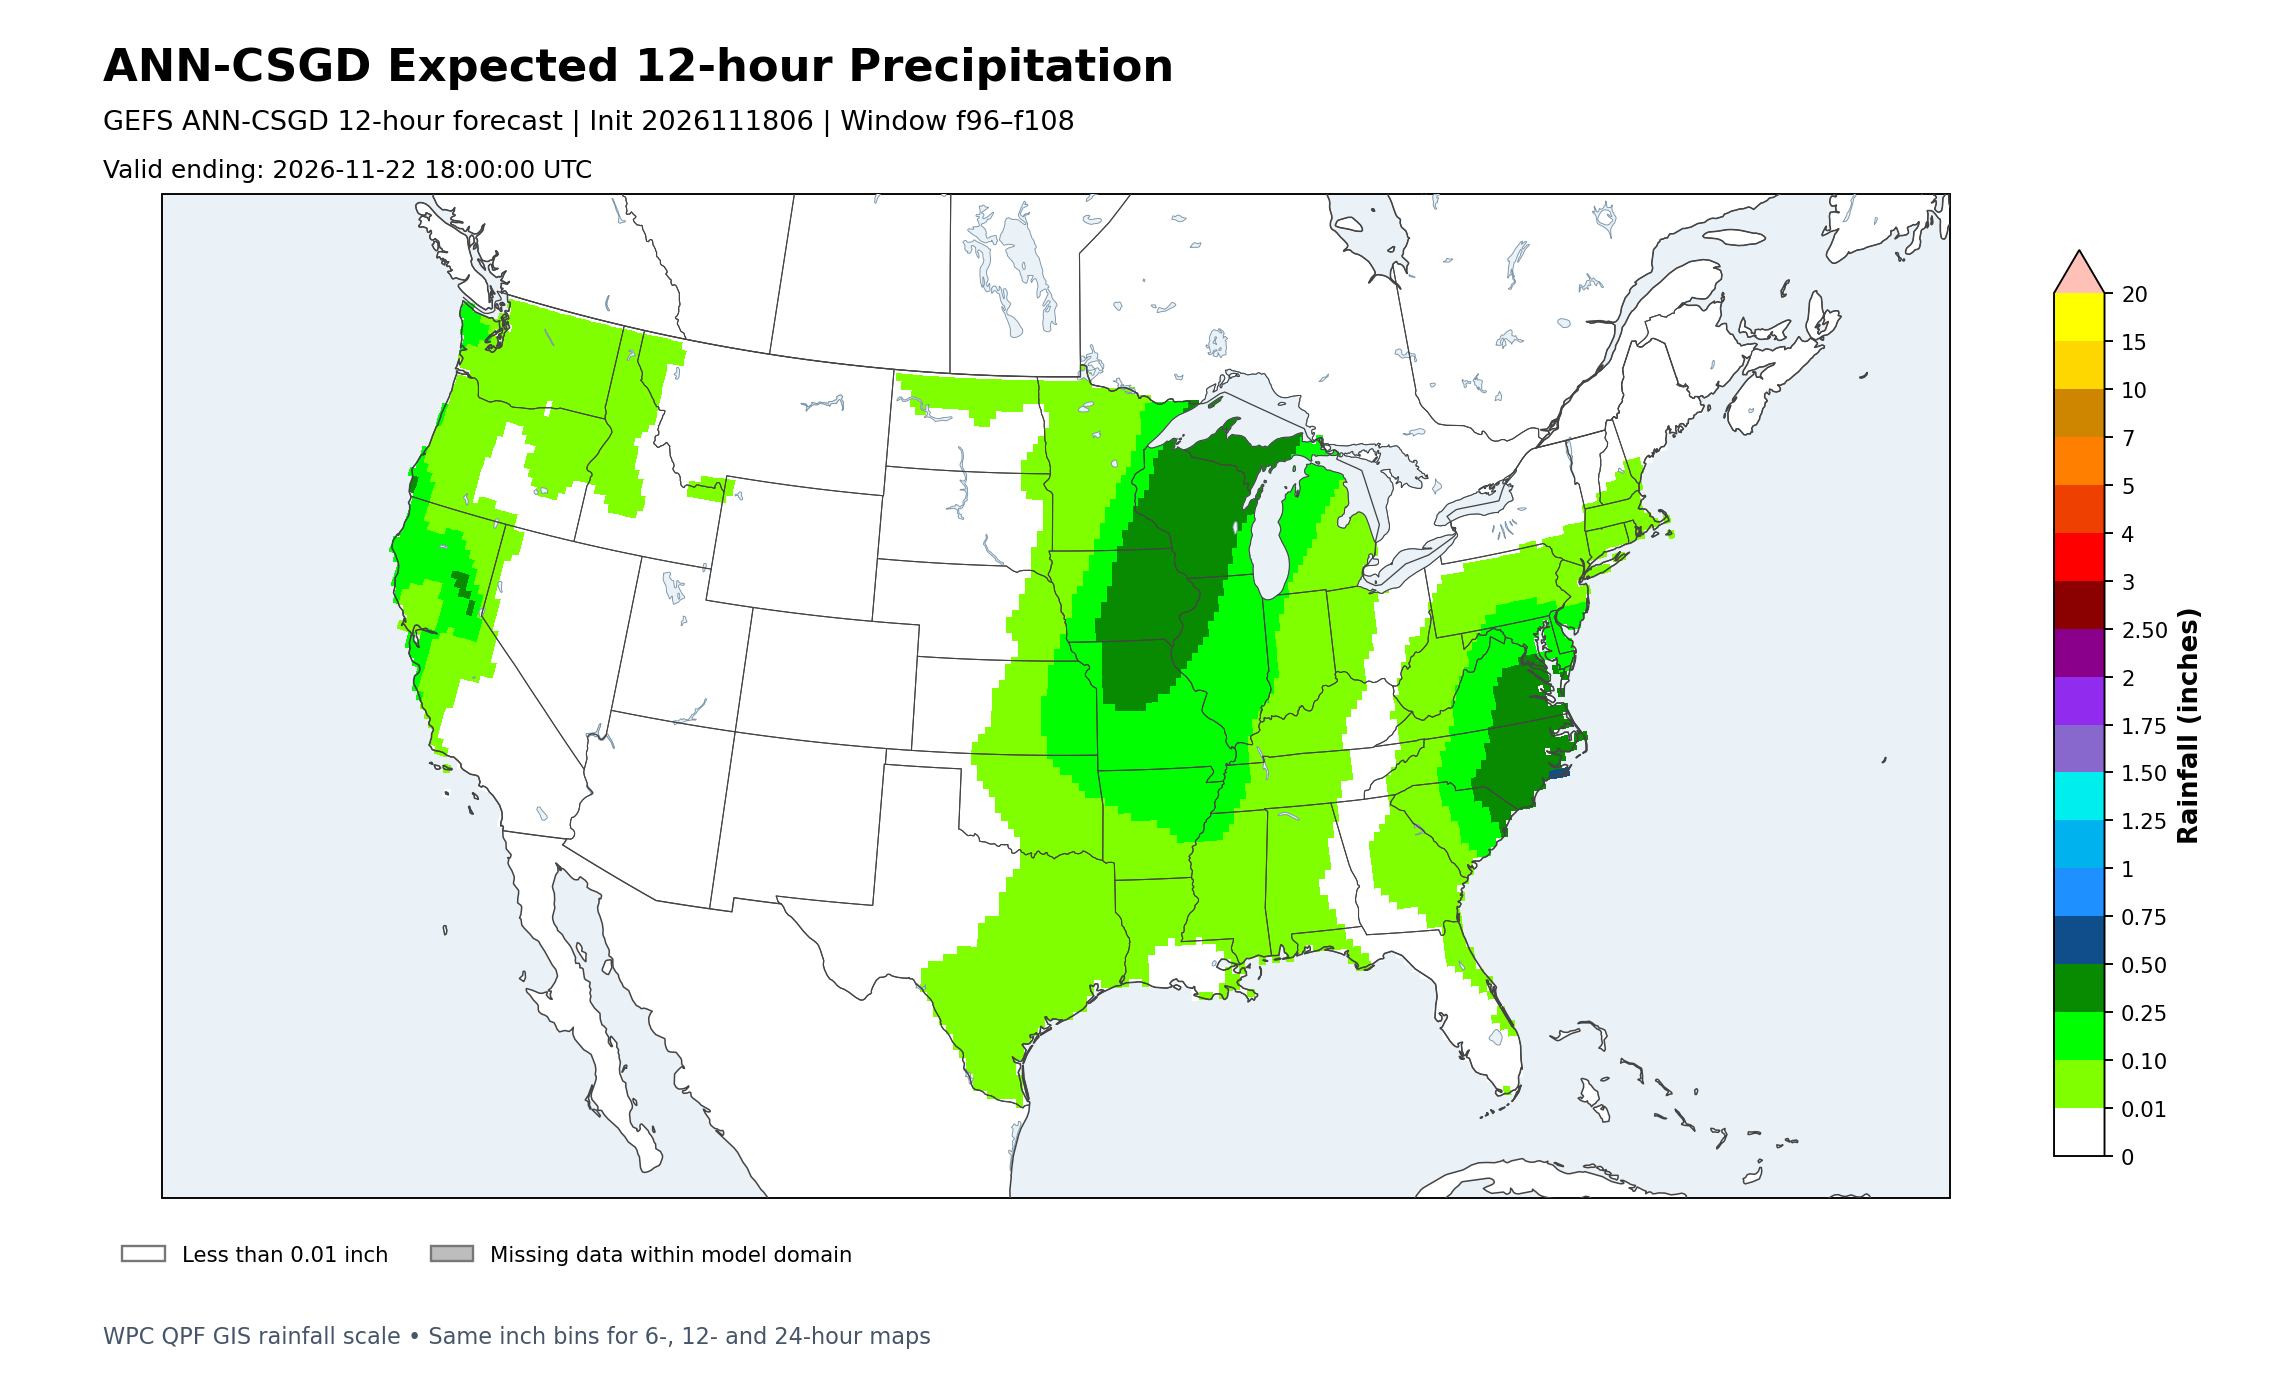 ANN-CSGD Expected 12-hour Precipitation
GEFS ANN-CSGD 12-hour forecast | Init 2026111806 | Window f96–f108
Valid ending: 2026-11-22 18:00:00 UTC
20
15
10
7
5
4
3
2.50
2
1.75
1.50
1.25
1
0.75
0.50
0.25
0.10
0.01
0
Rainfall (inches)
Less than 0.01 inch
Missing data within model domain
WPC QPF GIS rainfall scale • Same inch bins for 6-, 12- and 24-hour maps